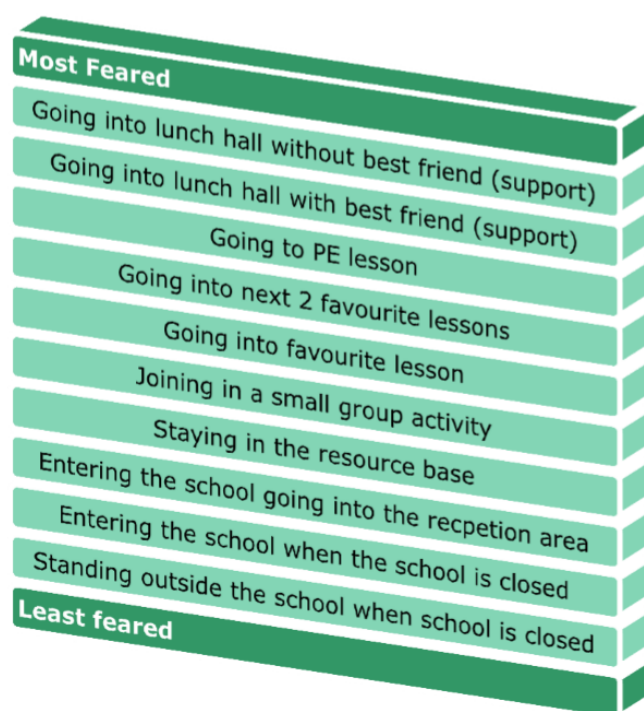 Most Feared
Going into lunch hall without best friend (support)
Going into lunch hall with best friend (support)
Going to PE lesson
Going into next 2 favourite lessons
Going into favourite lesson
Joining in a small group activity
Staying in the resource base
Entering the school going into the recpetion area
Entering the school when the school is closed
Standing outside the school when school is closed
Least feared